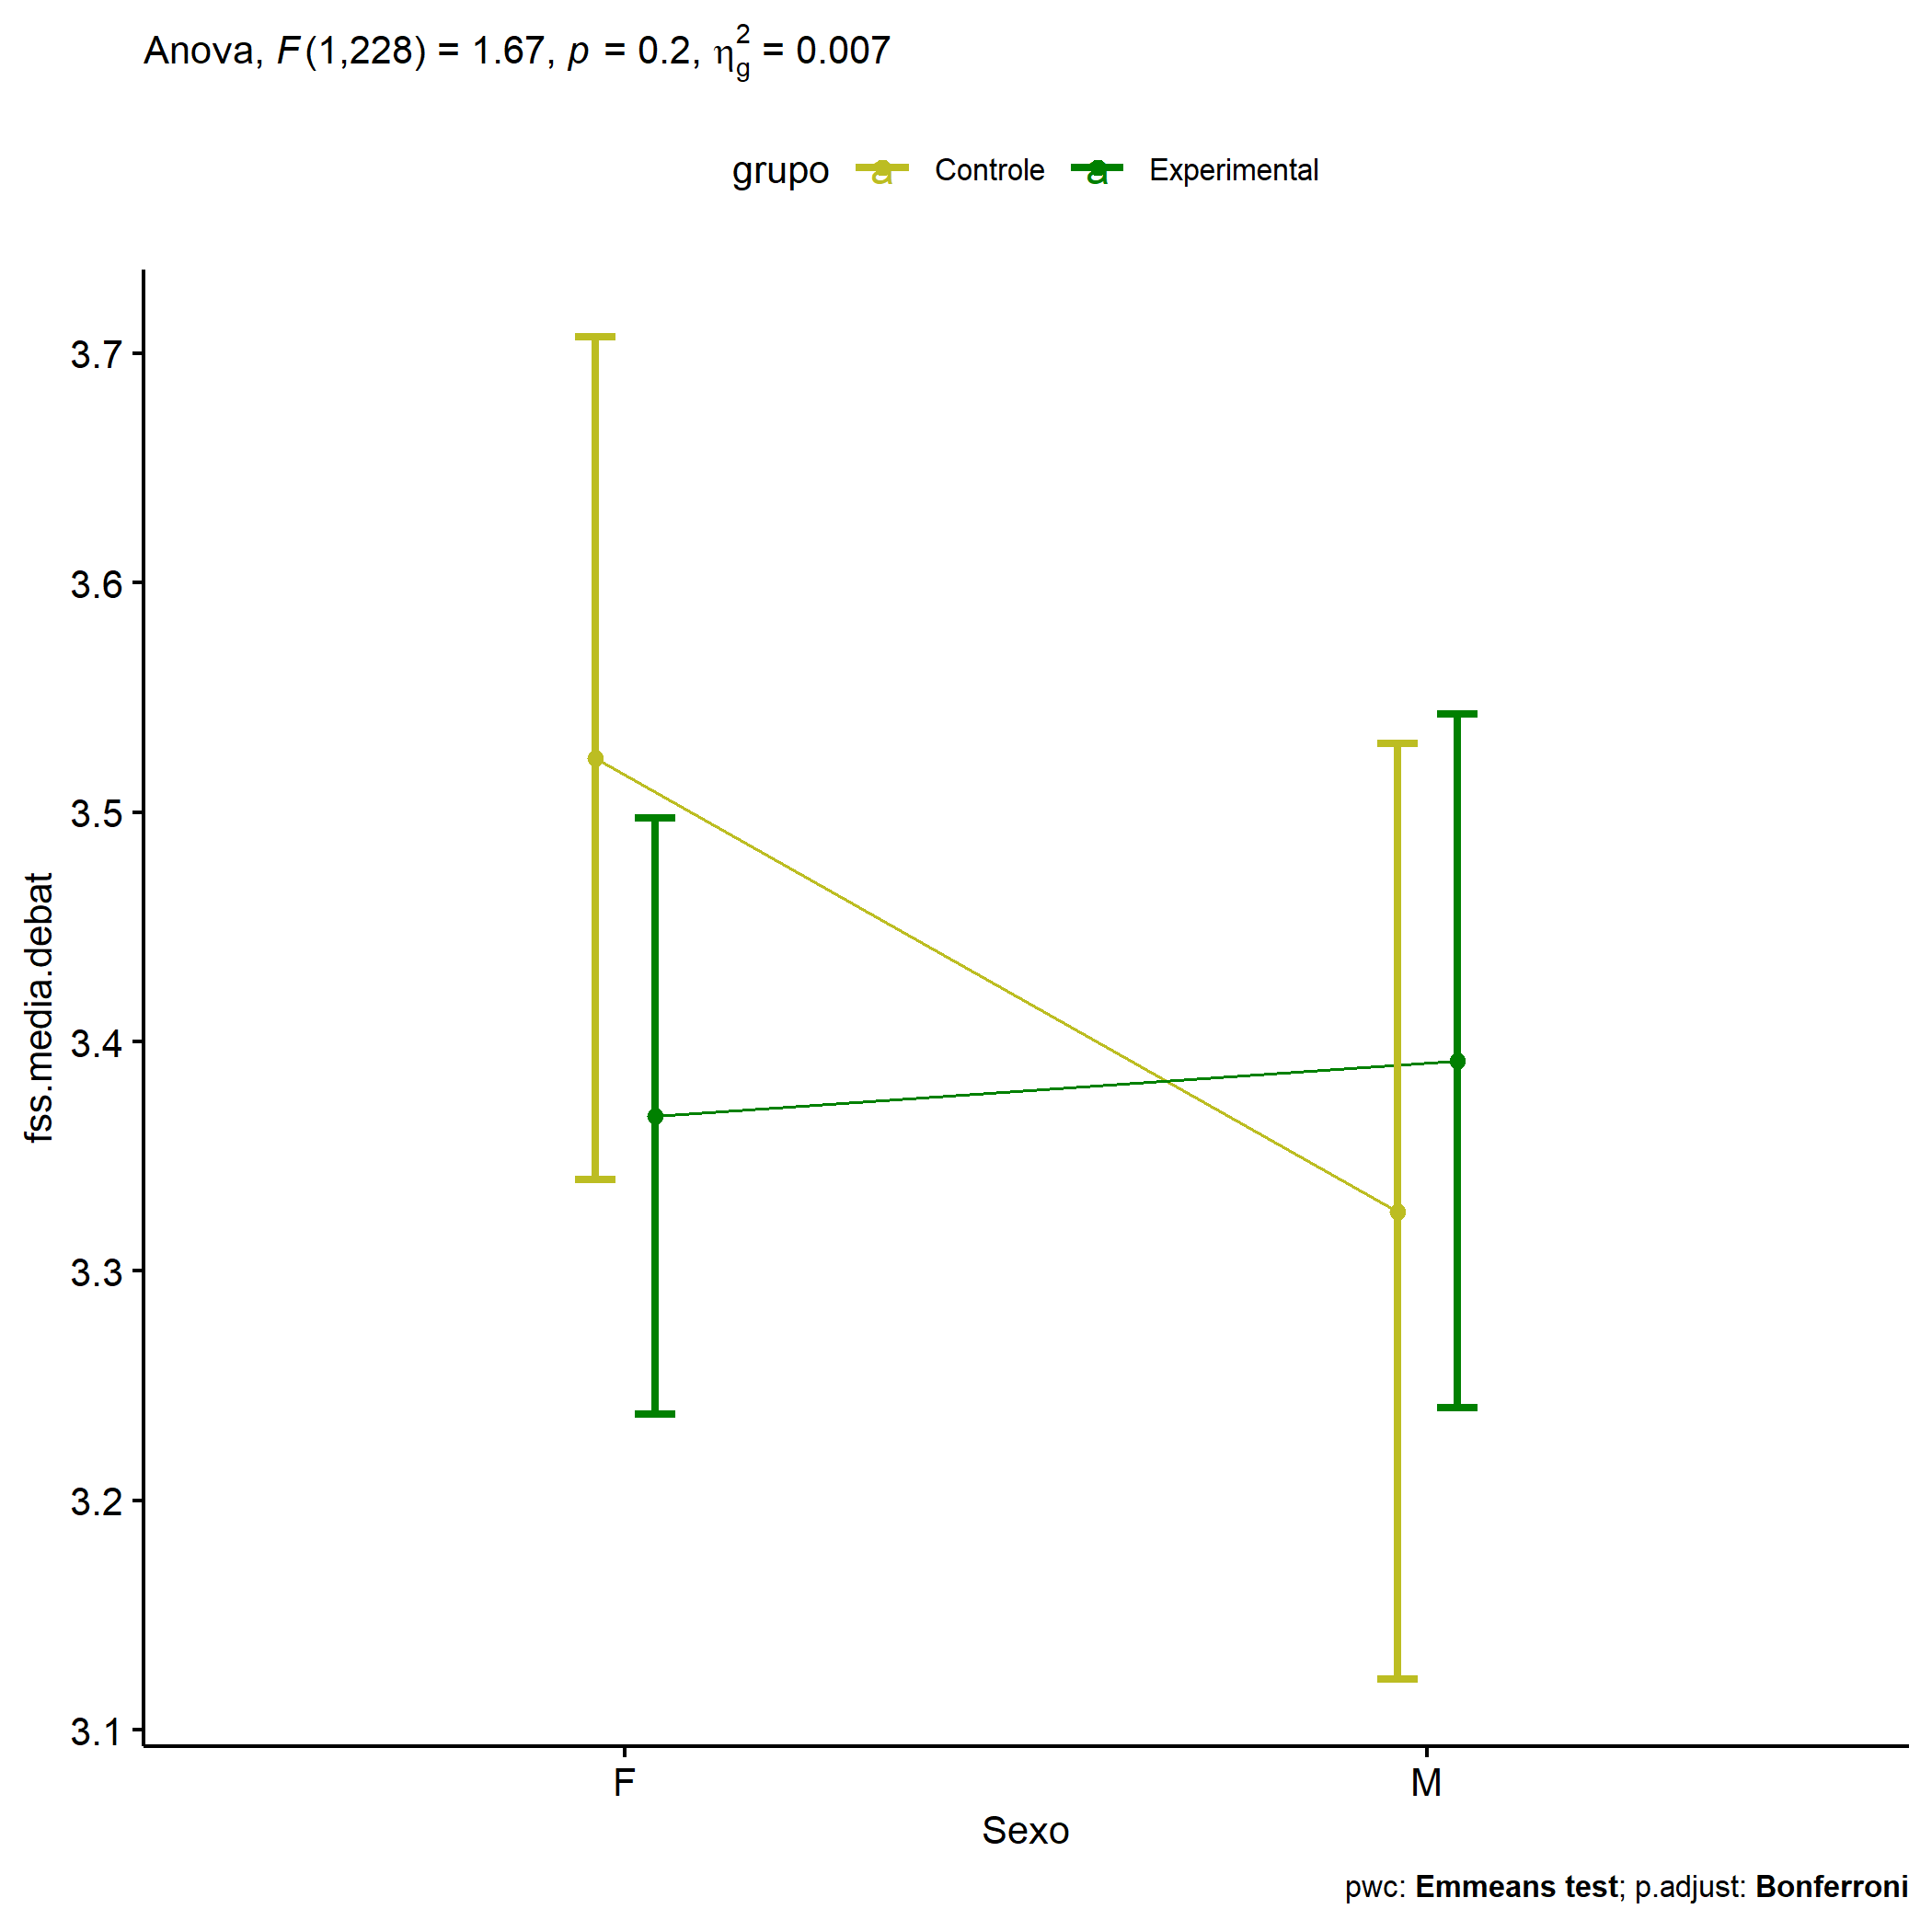 Anova, F(1,228) = 1.67, p = 0.2, η²g = 0.007
grupo a Controle a Experimental
3.7
3.6
3.5
3.4
3.3
3.2
3.1
fss.media.debat
F M
Sexo
pwc: Emmeans test; p.adjust: Bonferroni